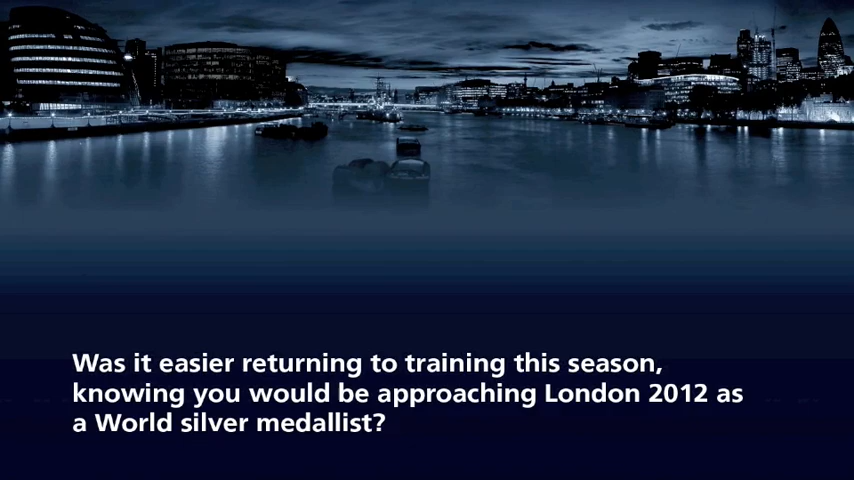 Was it easier returning to training this season,
knowing you would be approaching London 2012 as
a World silver medallist?